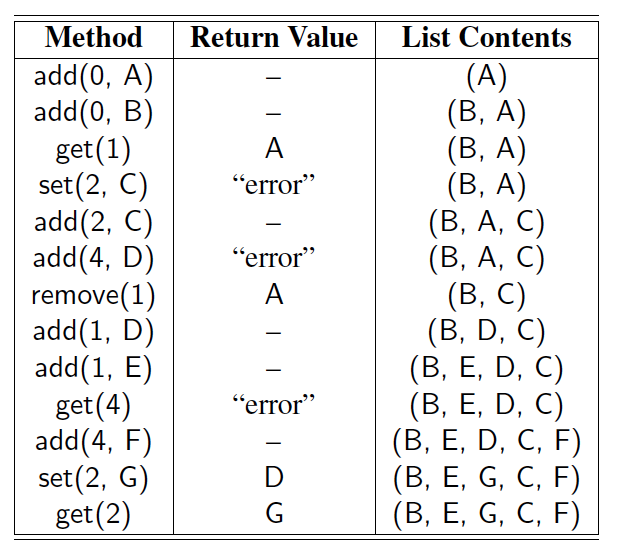 Method Return Value List Contents
add(0, A) – (A)
add(0, B) – (B, A)
get(1) A (B, A)
set(2, C) “error” (B, A)
add(2, C) – (B, A, C)
add(4, D) “error” (B, A, C)
remove(1) A (B, C)
add(1, D) – (B, D, C)
add(1, E) – (B, E, D, C)
get(4) “error” (B, E, D, C)
add(4, F) – (B, E, D, C, F)
set(2, G) D (B, E, G, C, F)
get(2) G (B, E, G, C, F)